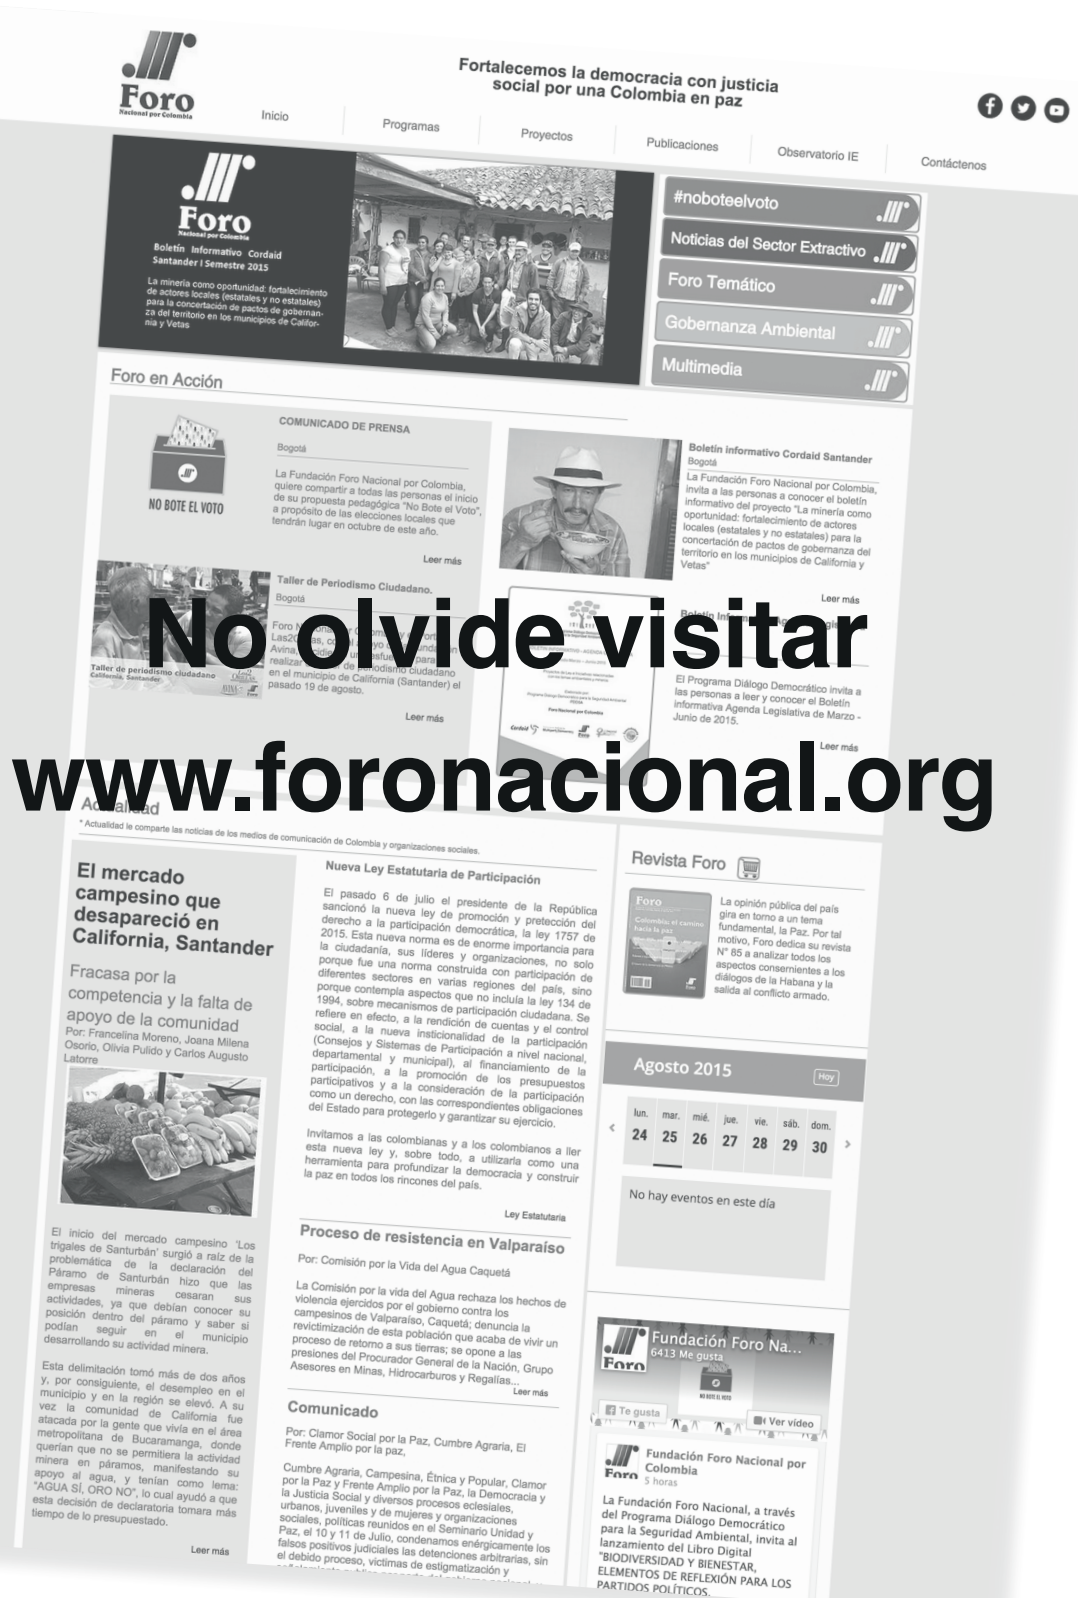 Foro
Nacional por Colombia
Fortalecemos la democracia con justicia
social por una Colombia en paz
Inicio
Programas
Proyectos
Publicaciones
Observatorio IE
Contáctenos
Foro
Nacional por Colombia
Boletín Informativo Cordaid
Santander I Semestre 2015
La minería como oportunidad: fortalecimiento
de actores locales (estatales y no estatales)
para la concertación de pactos de gobernan-
za del territorio en los municipios de Califor-
nia y Vetas
#noboteelvoto
Noticias del Sector Extractivo
Foro Temático
Gobernanza Ambiental
Multimedia
Foro en Acción
NO BOTE EL VOTO
COMUNICADO DE PRENSA
Bogotá
La Fundación Foro Nacional por Colombia,
quiere compartir a todas las personas el inicio
de su propuesta pedagógica "No Bote el Voto",
a propósito de las elecciones locales que
tendrán lugar en octubre de este año.
Leer más
Boletín informativo Cordaid Santander
Bogotá
La Fundación Foro Nacional por Colombia,
invita a las personas a conocer el boletín
informativo del proyecto "La minería como
oportunidad: fortalecimiento de actores
locales (estatales y no estatales) para la
concertación de pactos de gobernanza del
territorio en los municipios de California y
Vetas"
Leer más
Taller de periodismo ciudadano
California, Santander
Taller de Periodismo Ciudadano.
Bogotá
realizar
de periodismo ciudadano
en el municipio de California (Santander) el
pasado 19 de agosto.
Leer más
Foro Nacional por Colombia
Cordaid
El Programa Diálogo Democrático invita a
las personas a leer y conocer el Boletín
informativa Agenda Legislativa de Marzo -
Junio de 2015.
Leer más
No olvide visitar
www.foronacional.org
Actualidad
* Actualidad le comparte las noticias de los medios de comunicación de Colombia y organizaciones sociales.
El mercado
campesino que
desapareció en
California, Santander
Fracasa por la
competencia y la falta de
apoyo de la comunidad
Por: Francelina Moreno, Joana Milena
Osorio, Olivia Pulido y Carlos Augusto
Latorre
El inicio del mercado campesino ‘Los
trigales de Santurbán’ surgió a raíz de la
problemática de la declaración del
Páramo de Santurbán hizo que las
empresas mineras cesaran sus
actividades, ya que debían conocer su
posición dentro del páramo y saber si
podían seguir en el municipio
desarrollando su actividad minera.
Esta delimitación tomó más de dos años
y, por consiguiente, el desempleo en el
municipio y en la región se elevó. A su
vez la comunidad de California fue
atacada por la gente que vivía en el área
metropolitana de Bucaramanga, donde
querían que no se permitiera la actividad
minera en páramos, manifestando su
apoyo al agua, y tenían como lema:
"AGUA SÍ, ORO NO", lo cual ayudó a que
esta decisión de declaratoria tomara más
tiempo de lo presupuestado.
Leer más
Nueva Ley Estatutaria de Participación
El pasado 6 de julio el presidente de la República
sancionó la nueva ley de promoción y pretección del
derecho a la participación democrática, la ley 1757 de
2015. Esta nueva norma es de enorme importancia para
la ciudadanía, sus líderes y organizaciones, no solo
porque fue una norma construida con participación de
diferentes sectores en varias regiones del país, sino
porque contempla aspectos que no incluía la ley 134 de
1994, sobre mecanismos de participación ciudadana. Se
refiere en efecto, a la rendición de cuentas y el control
social, a la nueva insticionalidad de la participación
(Consejos y Sistemas de Participación a nivel nacional,
departamental y municipal), al financiamiento de la
participación, a la promoción de los presupuestos
participativos y a la consideración de la participación
como un derecho, con las correspondientes obligaciones
del Estado para protegerlo y garantizar su ejercicio.
Invitamos a las colombianas y a los colombianos a ller
esta nueva ley y, sobre todo, a utilizarla como una
herramienta para profundizar la democracia y construir
la paz en todos los rincones del país.
Ley Estatutaria
Proceso de resistencia en Valparaíso
Por: Comisión por la Vida del Agua Caquetá
La Comisión por la vida del Agua rechaza los hechos de
violencia ejercidos por el gobierno contra los
campesinos de Valparaíso, Caquetá; denuncia la
revictimización de esta población que acaba de vivir un
proceso de retorno a sus tierras; se opone a las
presiones del Procurador General de la Nación, Grupo
Asesores en Minas, Hidrocarburos y Regalías...
Leer más
Comunicado
Por: Clamor Social por la Paz, Cumbre Agraria, El
Frente Amplio por la paz,
Cumbre Agraria, Campesina, Étnica y Popular, Clamor
por la Paz y Frente Amplio por la Paz, la Democracia y
la Justicia Social y diversos procesos eclesiales,
urbanos, juveniles y de mujeres y organizaciones
sociales, políticas reunidos en el Seminario Unidad y
Paz, el 10 y 11 de Julio, condenamos enérgicamente los
falsos positivos judiciales las detenciones arbitrarias, sin
el debido proceso, victimas de estigmatización y
Revista Foro
Foro
Colombia: el camino
hacia la paz
La opinión pública del país
gira en torno a un tema
fundamental, la Paz. Por tal
motivo, Foro dedica su revista
N° 85 a analizar todos los
aspectos consernientes a los
diálogos de la Habana y la
salida al conflicto armado.
Agosto 2015
Hoy
lun. mar. mié. jue. vie. sáb. dom.
24 25 26 27 28 29 30
No hay eventos en este día
Foro
Fundación Foro Na...
6413 Me gusta
NO BOTE EL VOTO
Te gusta
Ver vídeo
Foro
Fundación Foro Nacional por
Colombia
5 horas
La Fundación Foro Nacional, a través
del Programa Diálogo Democrático
para la Seguridad Ambiental, invita al
lanzamiento del Libro Digital
"BIODIVERSIDAD Y BIENESTAR,
ELEMENTOS DE REFLEXIÓN PARA LOS
PARTIDOS POLÍTICOS.